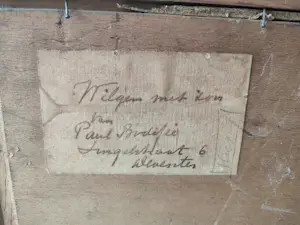 Wilgen met zon
van
Paul Bodifée
Singelstraat 6
Deventer